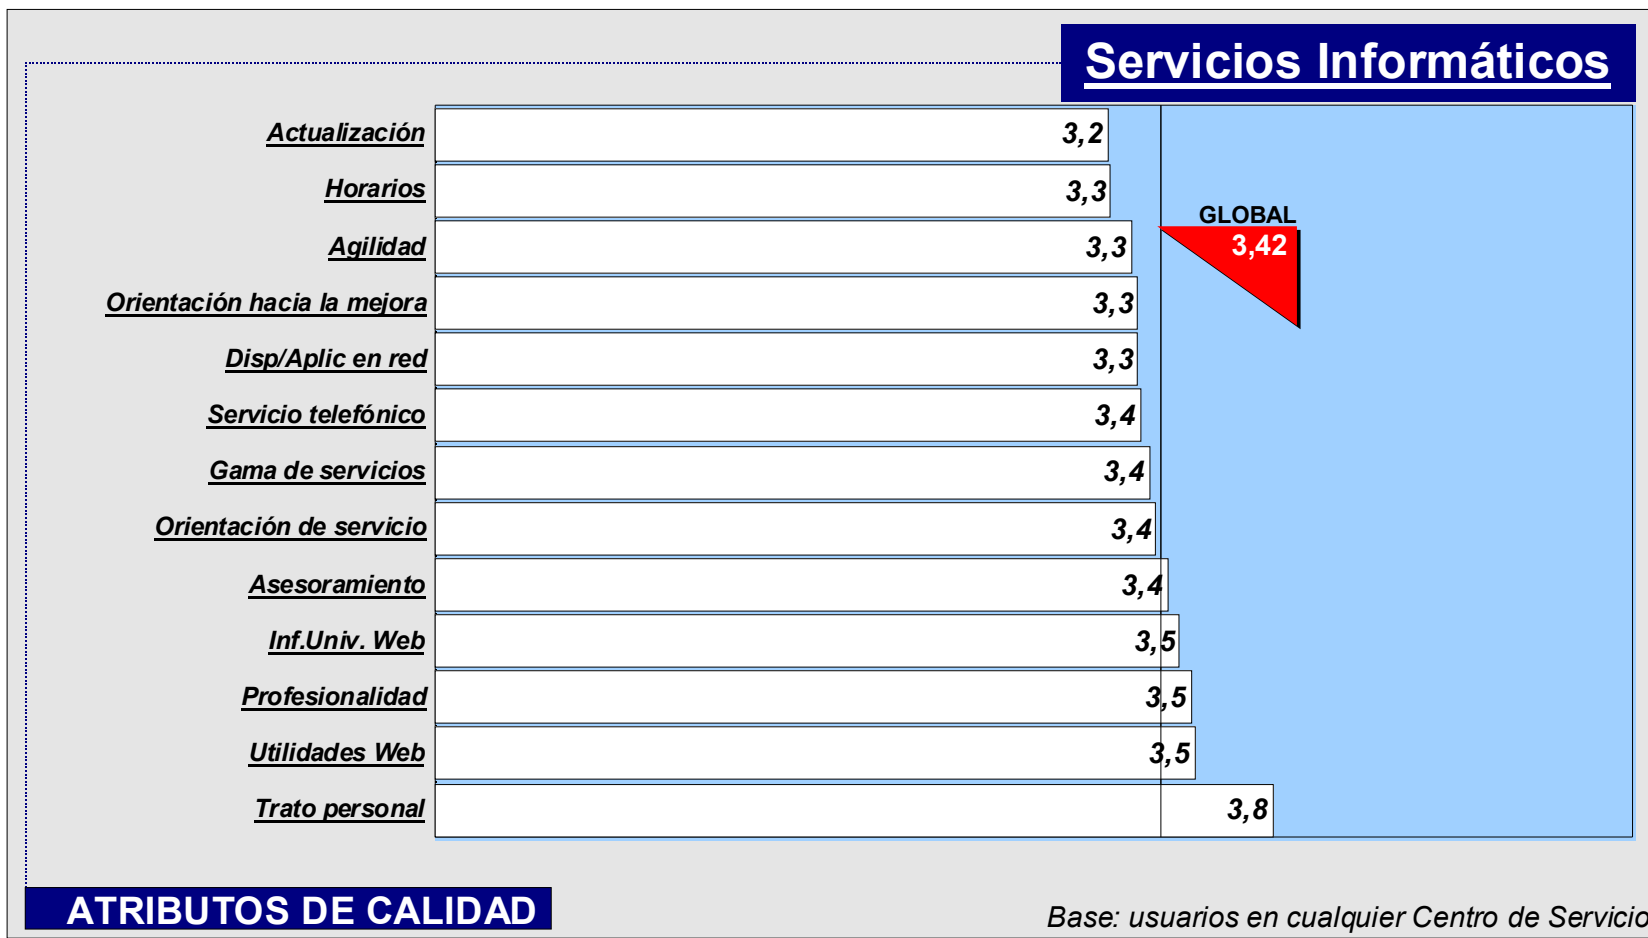 Servicios Informáticos
Actualización 3,2
Horarios 3,3
GLOBAL
Agilidad 3,3 3,42
Orientación hacia la mejora 3,3
Disp/Aplic en red 3,3
Servicio telefónico 3,4
Gama de servicios 3,4
Orientación de servicio 3,4
Asesoramiento 3,4
Inf.Univ. Web 3,5
Profesionalidad 3,5
Utilidades Web 3,5
Trato personal 3,8
ATRIBUTOS DE CALIDAD
Base: usuarios en cualquier Centro de Servicio